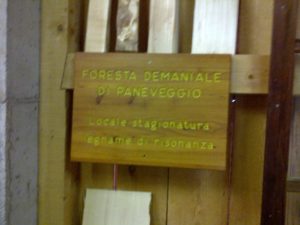 FORESTA DEMANIALE
DI PANEVEGGIO
Locale stagionatura
legname di risonanza